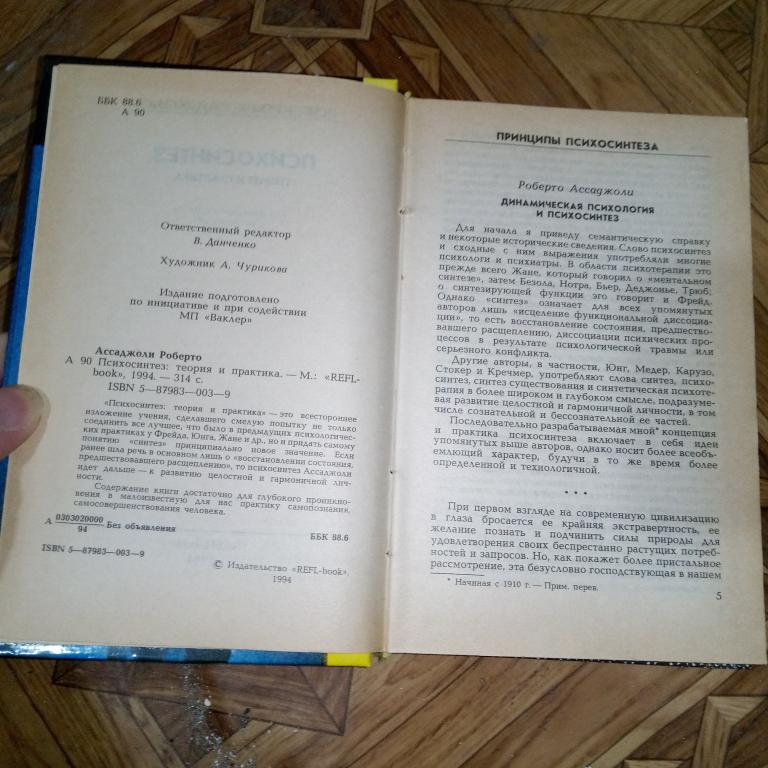 ББК 88.6
А 90
Ответственный редактор
В. Данченко
Художник А. Чурикова
Издание подготовлено
по инициативе и при содействии
МП «Ваклер»
Ассаджоли Роберто
А 90 Психосинтез: теория и практика. — М.: «REFL-
book», 1994. — 314 с.
ISBN 5—87983—003—9
«Психосинтез: теория и практика» — это всестороннее
изложение учения, сделавшего смелую попытку не только
соединить все лучшее, что было в предыдущих психологичес-
ких практиках у Фрейда, Юнга, Жане и др., но и придать самому
понятию «синтез» принципиально новое значение. Если
ранее шла речь в основном лишь о «восстановлении состояния,
предшествовавшего расщеплению», то психосинтез Ассаджоли
идет дальше — к развитию целостной и гармоничной лич-
ности.
Содержание книги достаточно для глубокого проникно-
вения в малоизвестную для нас практику самопознания,
самосовершенствования человека.
А 0303020000 Без объявления
94
ББК 88.6
ISBN 5—87983—003—9
© Издательство «REFL-book»,
1994
ПРИНЦИПЫ ПСИХОСИНТЕЗА
Роберто Ассаджоли
ДИНАМИЧЕСКАЯ ПСИХОЛОГИЯ
И ПСИХОСИНТЕЗ
Для начала я приведу семантическую справку
и некоторые исторические сведения. Слово психосинтез
и сходные с ним выражения употребляли многие
психологи и психиатры. В области психотерапии это
прежде всего Жане, который говорил о «ментальном
синтезе», затем Безола, Нотра, Бьер, Деджонье, Трюб;
о синтезирующей функции эго говорит и Фрейд.
Однако «синтез» означает для всех упомянутых
авторов лишь «исцеление функциональной диссоциа-
ции», то есть восстановление состояния, предшество-
вавшего расщеплению, диссоциации психических про-
цессов в результате психологической травмы или
серьезного конфликта.
Другие авторы, в частности, Юнг, Медер, Карузо,
Стокер и Кречмер, употребляют слова синтез, психо-
синтез, синтез существования и синтетическая психоте-
рапия в более широком и глубоком смысле, подразуме-
вая развитие целостной и гармоничной личности, в том
числе сознательной и бессознательной ее частей.
Последовательно разрабатываемая мной* концепция
и практика психосинтеза включает в себя идеи
упомянутых выше авторов, однако носит более всеобъ-
емлющий характер, будучи в то же время более
определенной и технологичной.
• • •
При первом взгляде на современную цивилизацию
в глаза бросается ее крайняя экстравертность, ее
желание познать и подчинить силы природы для
удовлетворения своих беспрестанно растущих потреб-
ностей и запросов. Но, как покажет более пристальное
рассмотрение, эта безусловно господствующая в нашем
* Начиная с 1910 г. — Прим. перев.
5